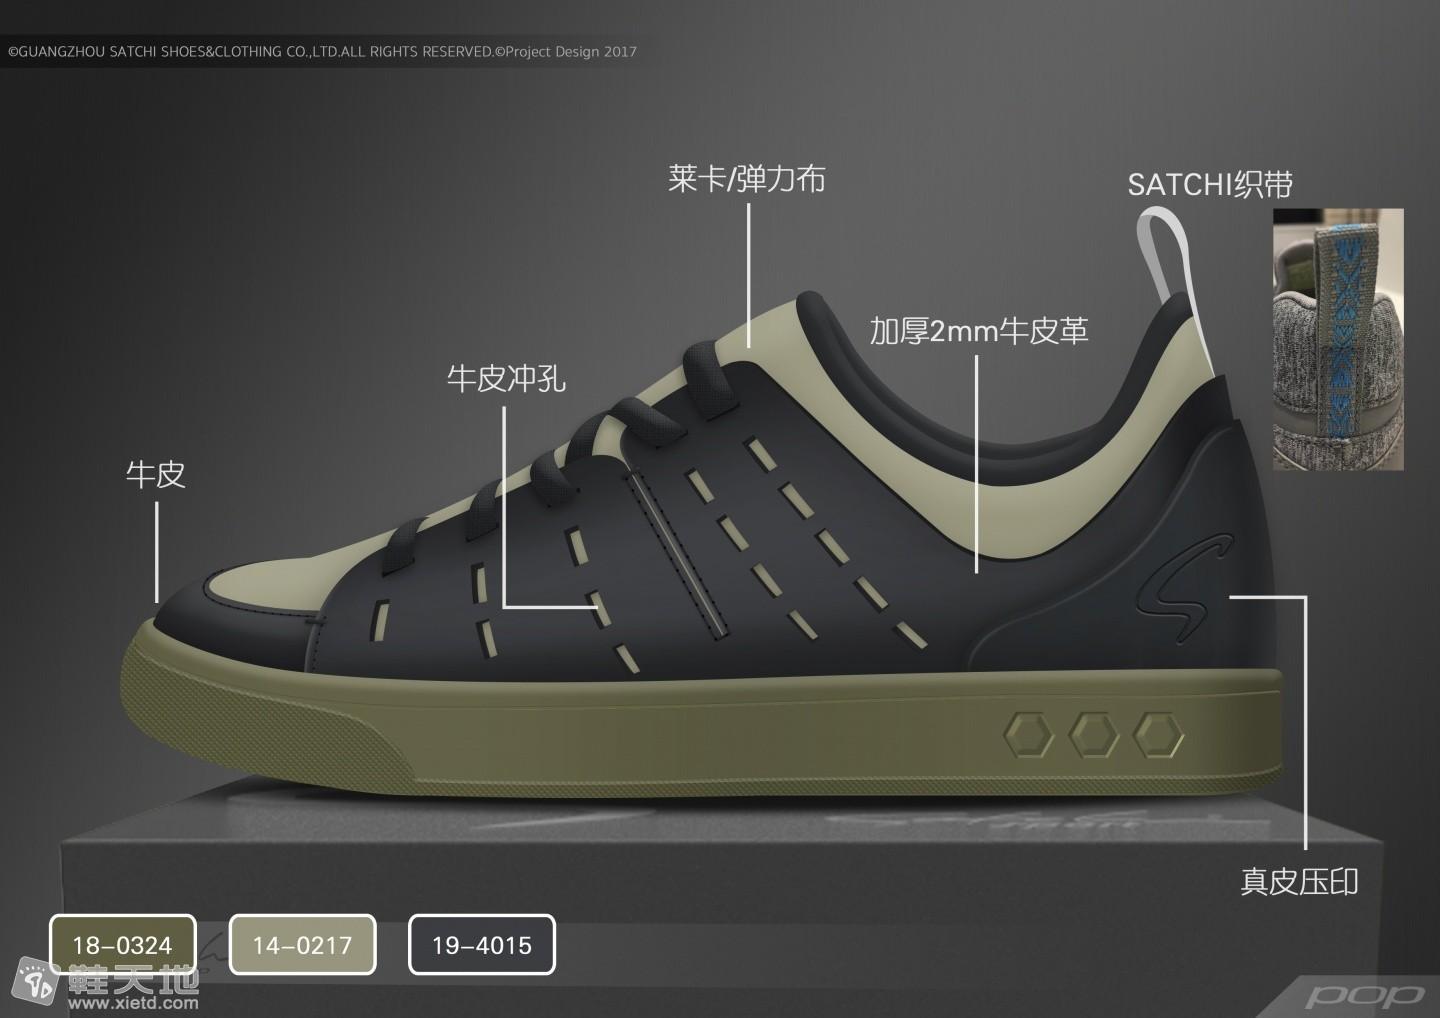 ©GUANGZHOU SATCHI SHOES&CLOTHING CO.,LTD.ALL RIGHTS RESERVED.©Project Design 2017
莱卡/弹力布
SATCHI织带
加厚2mm牛皮革
牛皮冲孔
牛皮
真皮压印
18-0324
14-0217
19-4015
鞋天地
www.xietd.com
pop